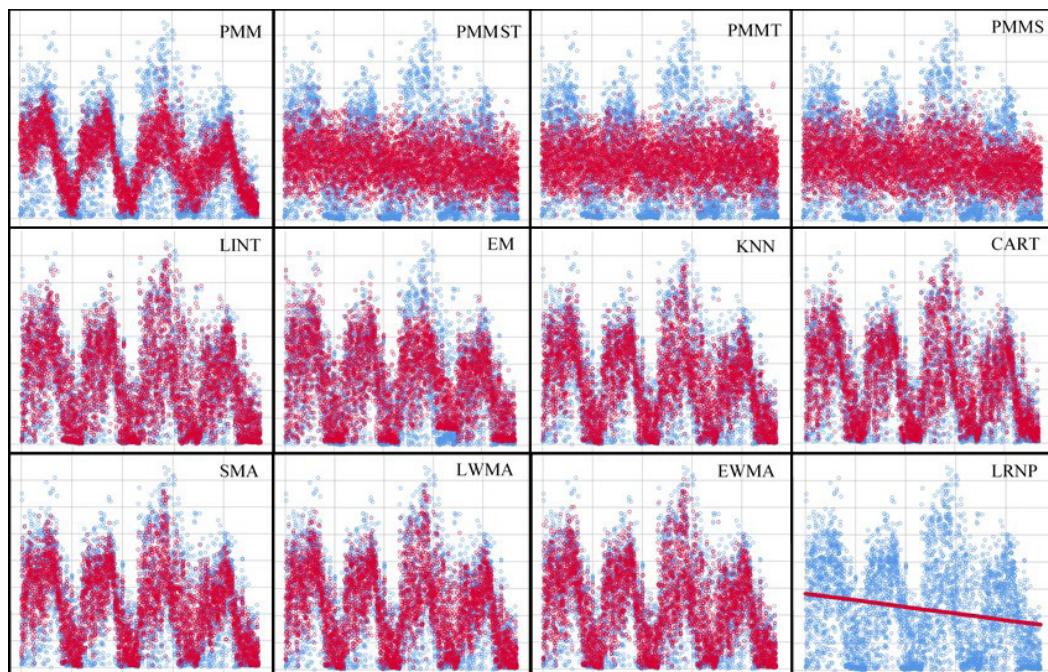 PMM
PMMST
PMMT
PMMS
LINT
EM
KNN
CART
SMA
LWMA
EWMA
LRNP